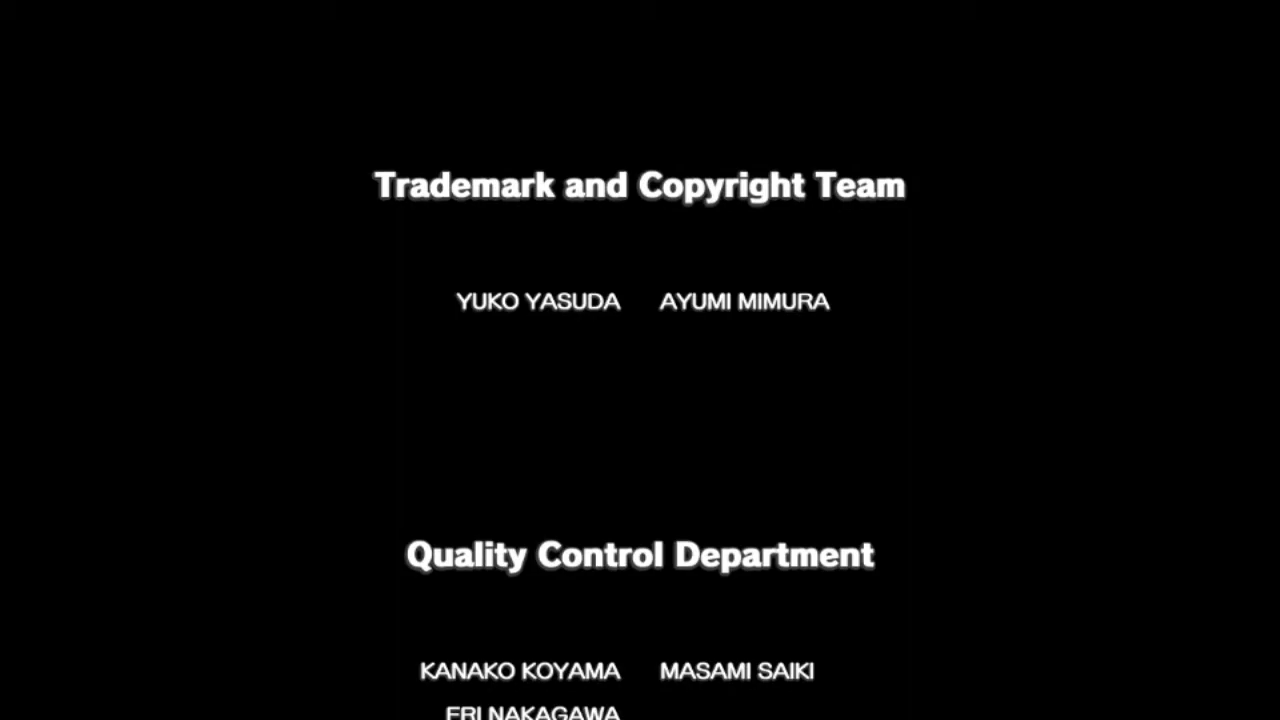 Trademark and Copyright Team
YUKO YASUDA AYUMI MIMURA
Quality Control Department
KANAKO KOYAMA MASAMI SAIKI
ERI NAKAGAWA